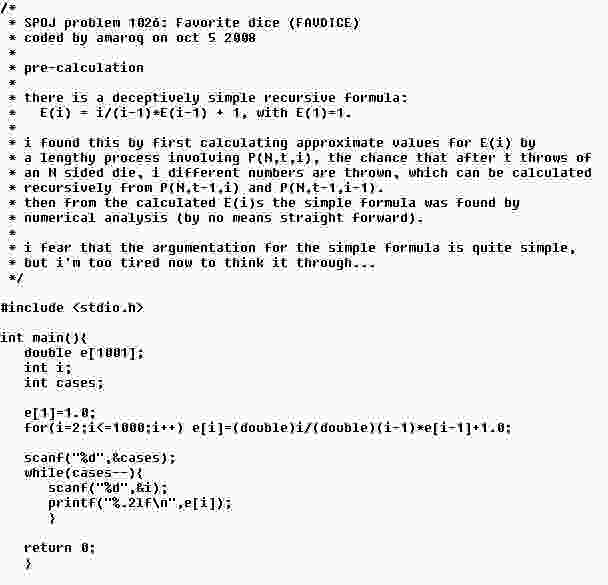 /*
 * SPOJ problem 1026: Favorite dice (FAVDICE)
 * coded by amaroq on oct 5 2008
 *
 * pre-calculation
 *
 * there is a deceptively simple recursive formula:
 *   E(i) = i/(i-1)*E(i-1) + 1, with E(1)=1.
 *
 * i found this by first calculating approximate values for E(i) by
 * a lengthy process involving P(N,t,i), the chance that after t throws of
 * an N sided die, i different numbers are thrown, which can be calculated
 * recursively from P(N,t-1,i) and P(N,t-1,i-1).
 * then from the calculated E(i)s the simple formula was found by
 * numerical analysis (by no means straight forward).
 *
 * i fear that the argumentation for the simple formula is quite simple,
 * but i'm too tired now to think it through...
 */

#include <stdio.h>

int main(){
   double e[1001];
   int i;
   int cases;

   e[1]=1.0;
   for(i=2;i<=1000;i++) e[i]=(double)i/(double)(i-1)*e[i-1]+1.0;

   scanf("%d",&cases);
   while(cases--){
      scanf("%d",&i);
      printf("%.2lf\n",e[i]);
      }

   return 0;
   }